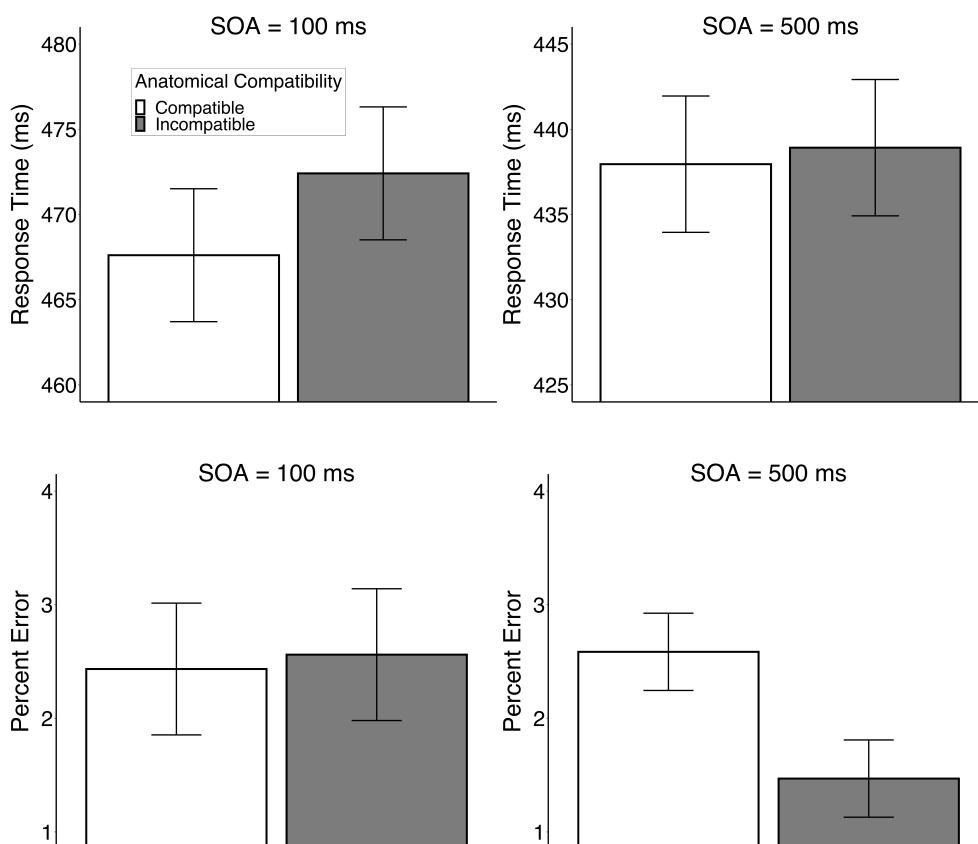 SOA = 100 ms
Response Time (ms)
480
475
470
465
460
Anatomical Compatibility
Compatible
Incompatible
SOA = 500 ms
Response Time (ms)
445
440
435
430
425
SOA = 100 ms
Percent Error
4
3
2
1
SOA = 500 ms
Percent Error
4
3
2
1